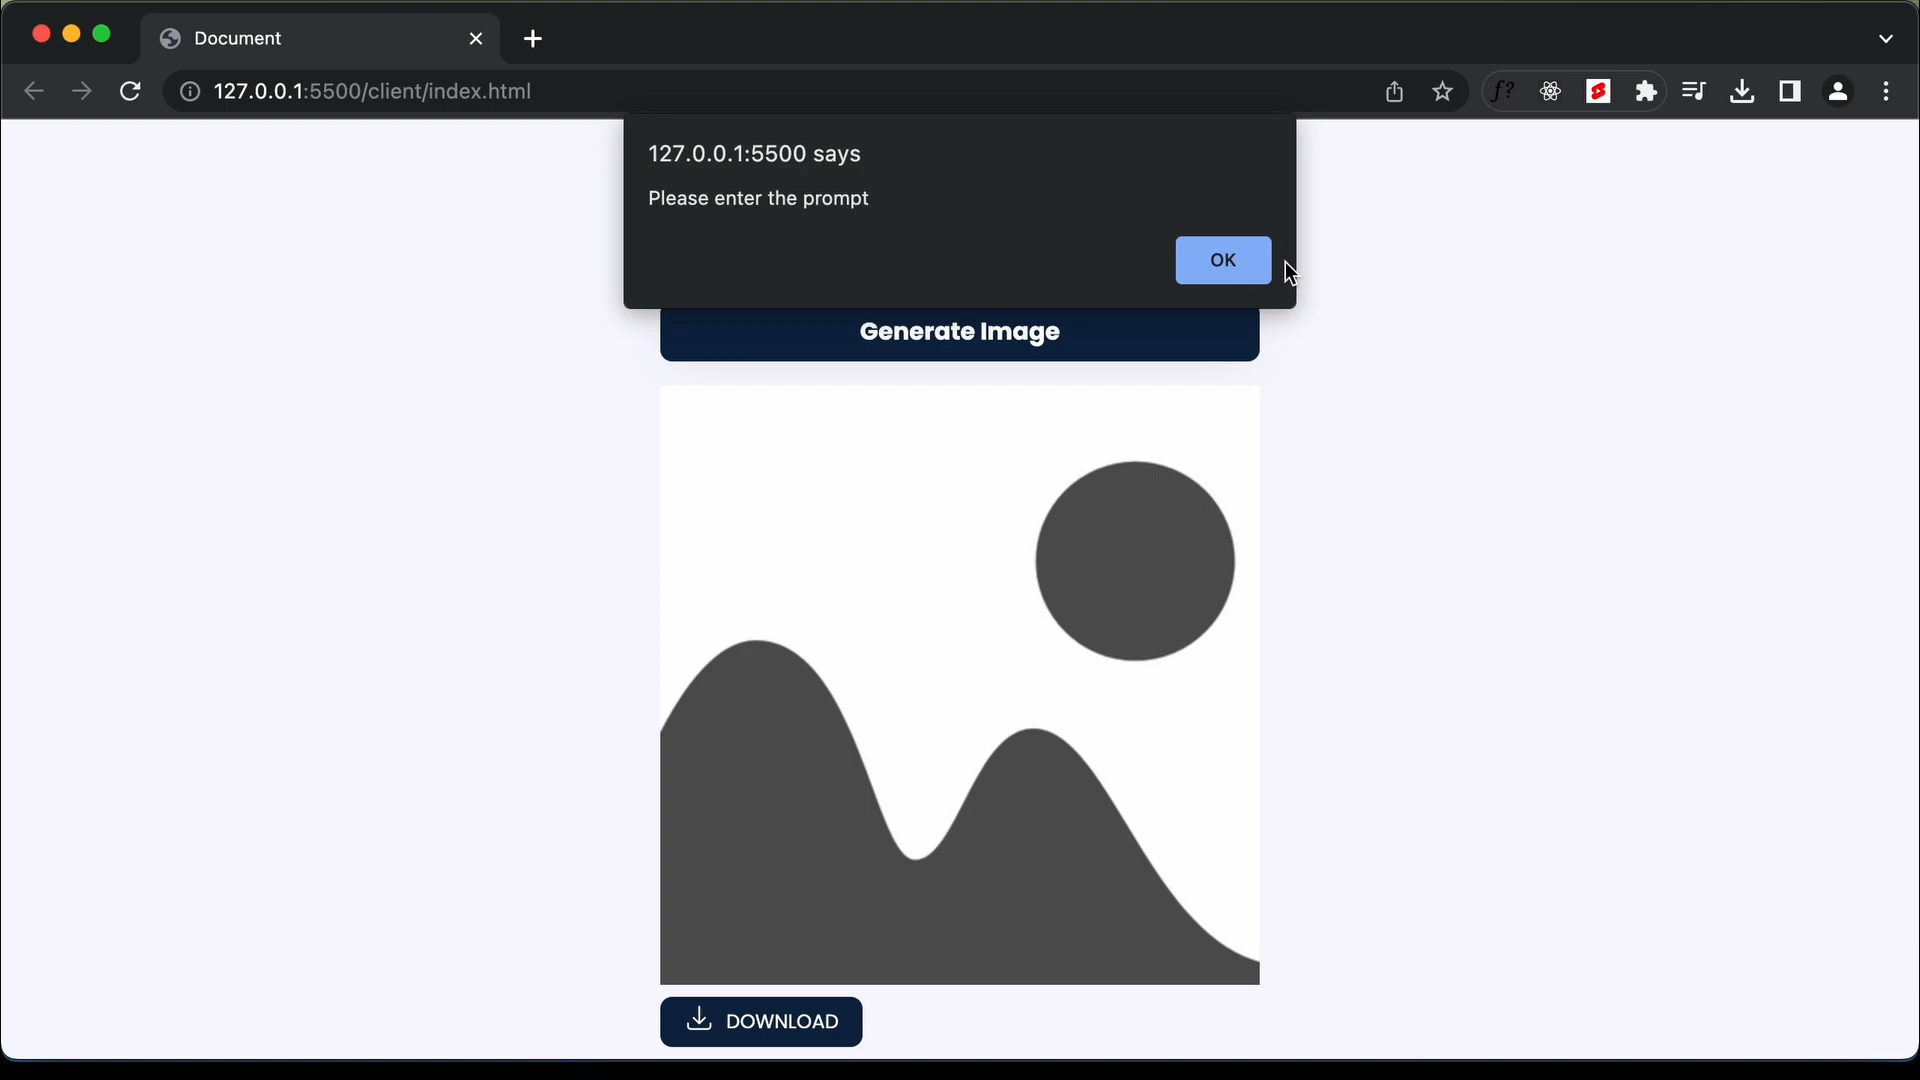 Document
127.0.0.1:5500/client/index.html
f?
127.0.0.1:5500 says
Please enter the prompt
OK
Generate Image
DOWNLOAD